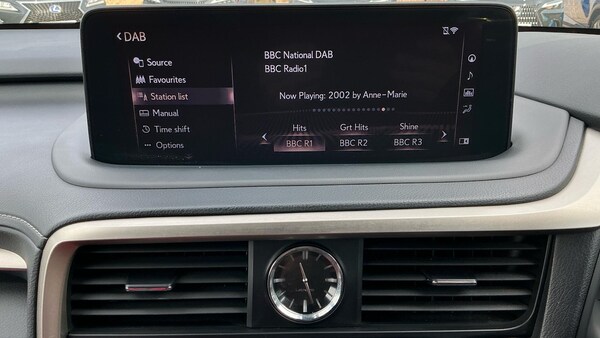 DAB
Source
Favourites
Station list
Manual
Time shift
Options
BBC National DAB
BBC Radio1
Now Playing: 2002 by Anne-Marie
Hits
Grt Hits
Shine
BBC R1
BBC R2
BBC R3